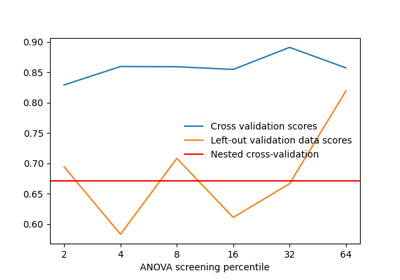 0.90
0.85
0.80
0.75
0.70
0.65
0.60
Cross validation scores
Left-out validation data scores
Nested cross-validation
2 4 8 16 32 64
ANOVA screening percentile